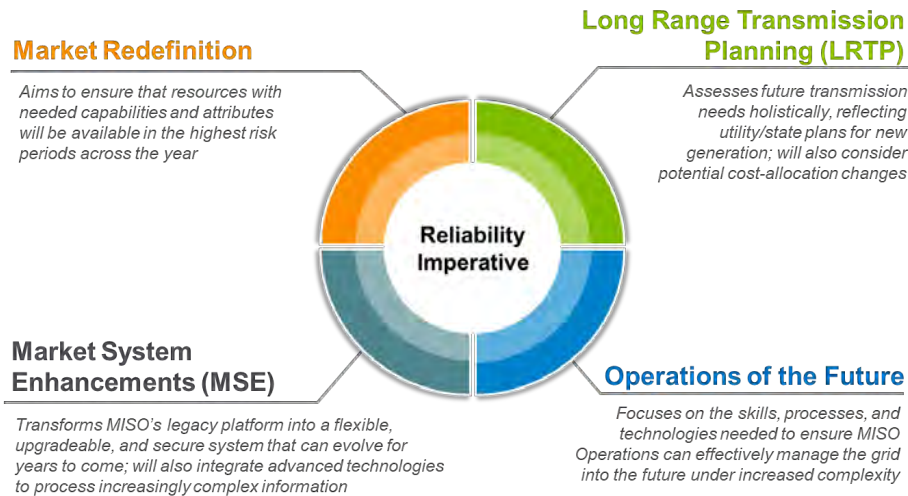 Market Redefinition
Aims to ensure that resources with
needed capabilities and attributes
will be available in the highest risk
periods across the year
Long Range Transmission
Planning (LRTP)
Assesses future transmission
needs holistically, reflecting
utility/state plans for new
generation; will also consider
potential cost-allocation changes
Reliability
Imperative
Market System
Enhancements (MSE)
Transforms MISO's legacy platform into a flexible,
upgradeable, and secure system that can evolve for
years to come; will also integrate advanced technologies
to process increasingly complex information
Operations of the Future
Focuses on the skills, processes, and
technologies needed to ensure MISO
Operations can effectively manage the grid
into the future under increased complexity